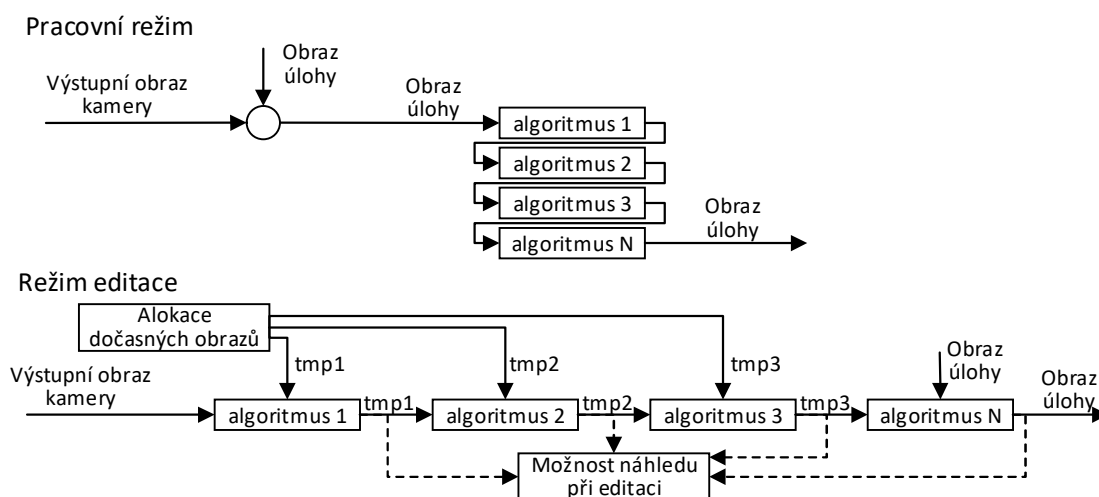 Pracovní režim
Obraz
úlohy
Výstupní obraz
kamery
Obraz
úlohy
algoritmus 1
algoritmus 2
algoritmus 3
algoritmus N
Obraz
úlohy
Režim editace
Alokace
dočasných obrazů
tmp1
tmp2
tmp3
Obraz
úlohy
Výstupní obraz
kamery
algoritmus 1
tmp1
algoritmus 2
tmp2
algoritmus 3
tmp3
algoritmus N
Obraz
úlohy
Možnost náhledu
při editaci